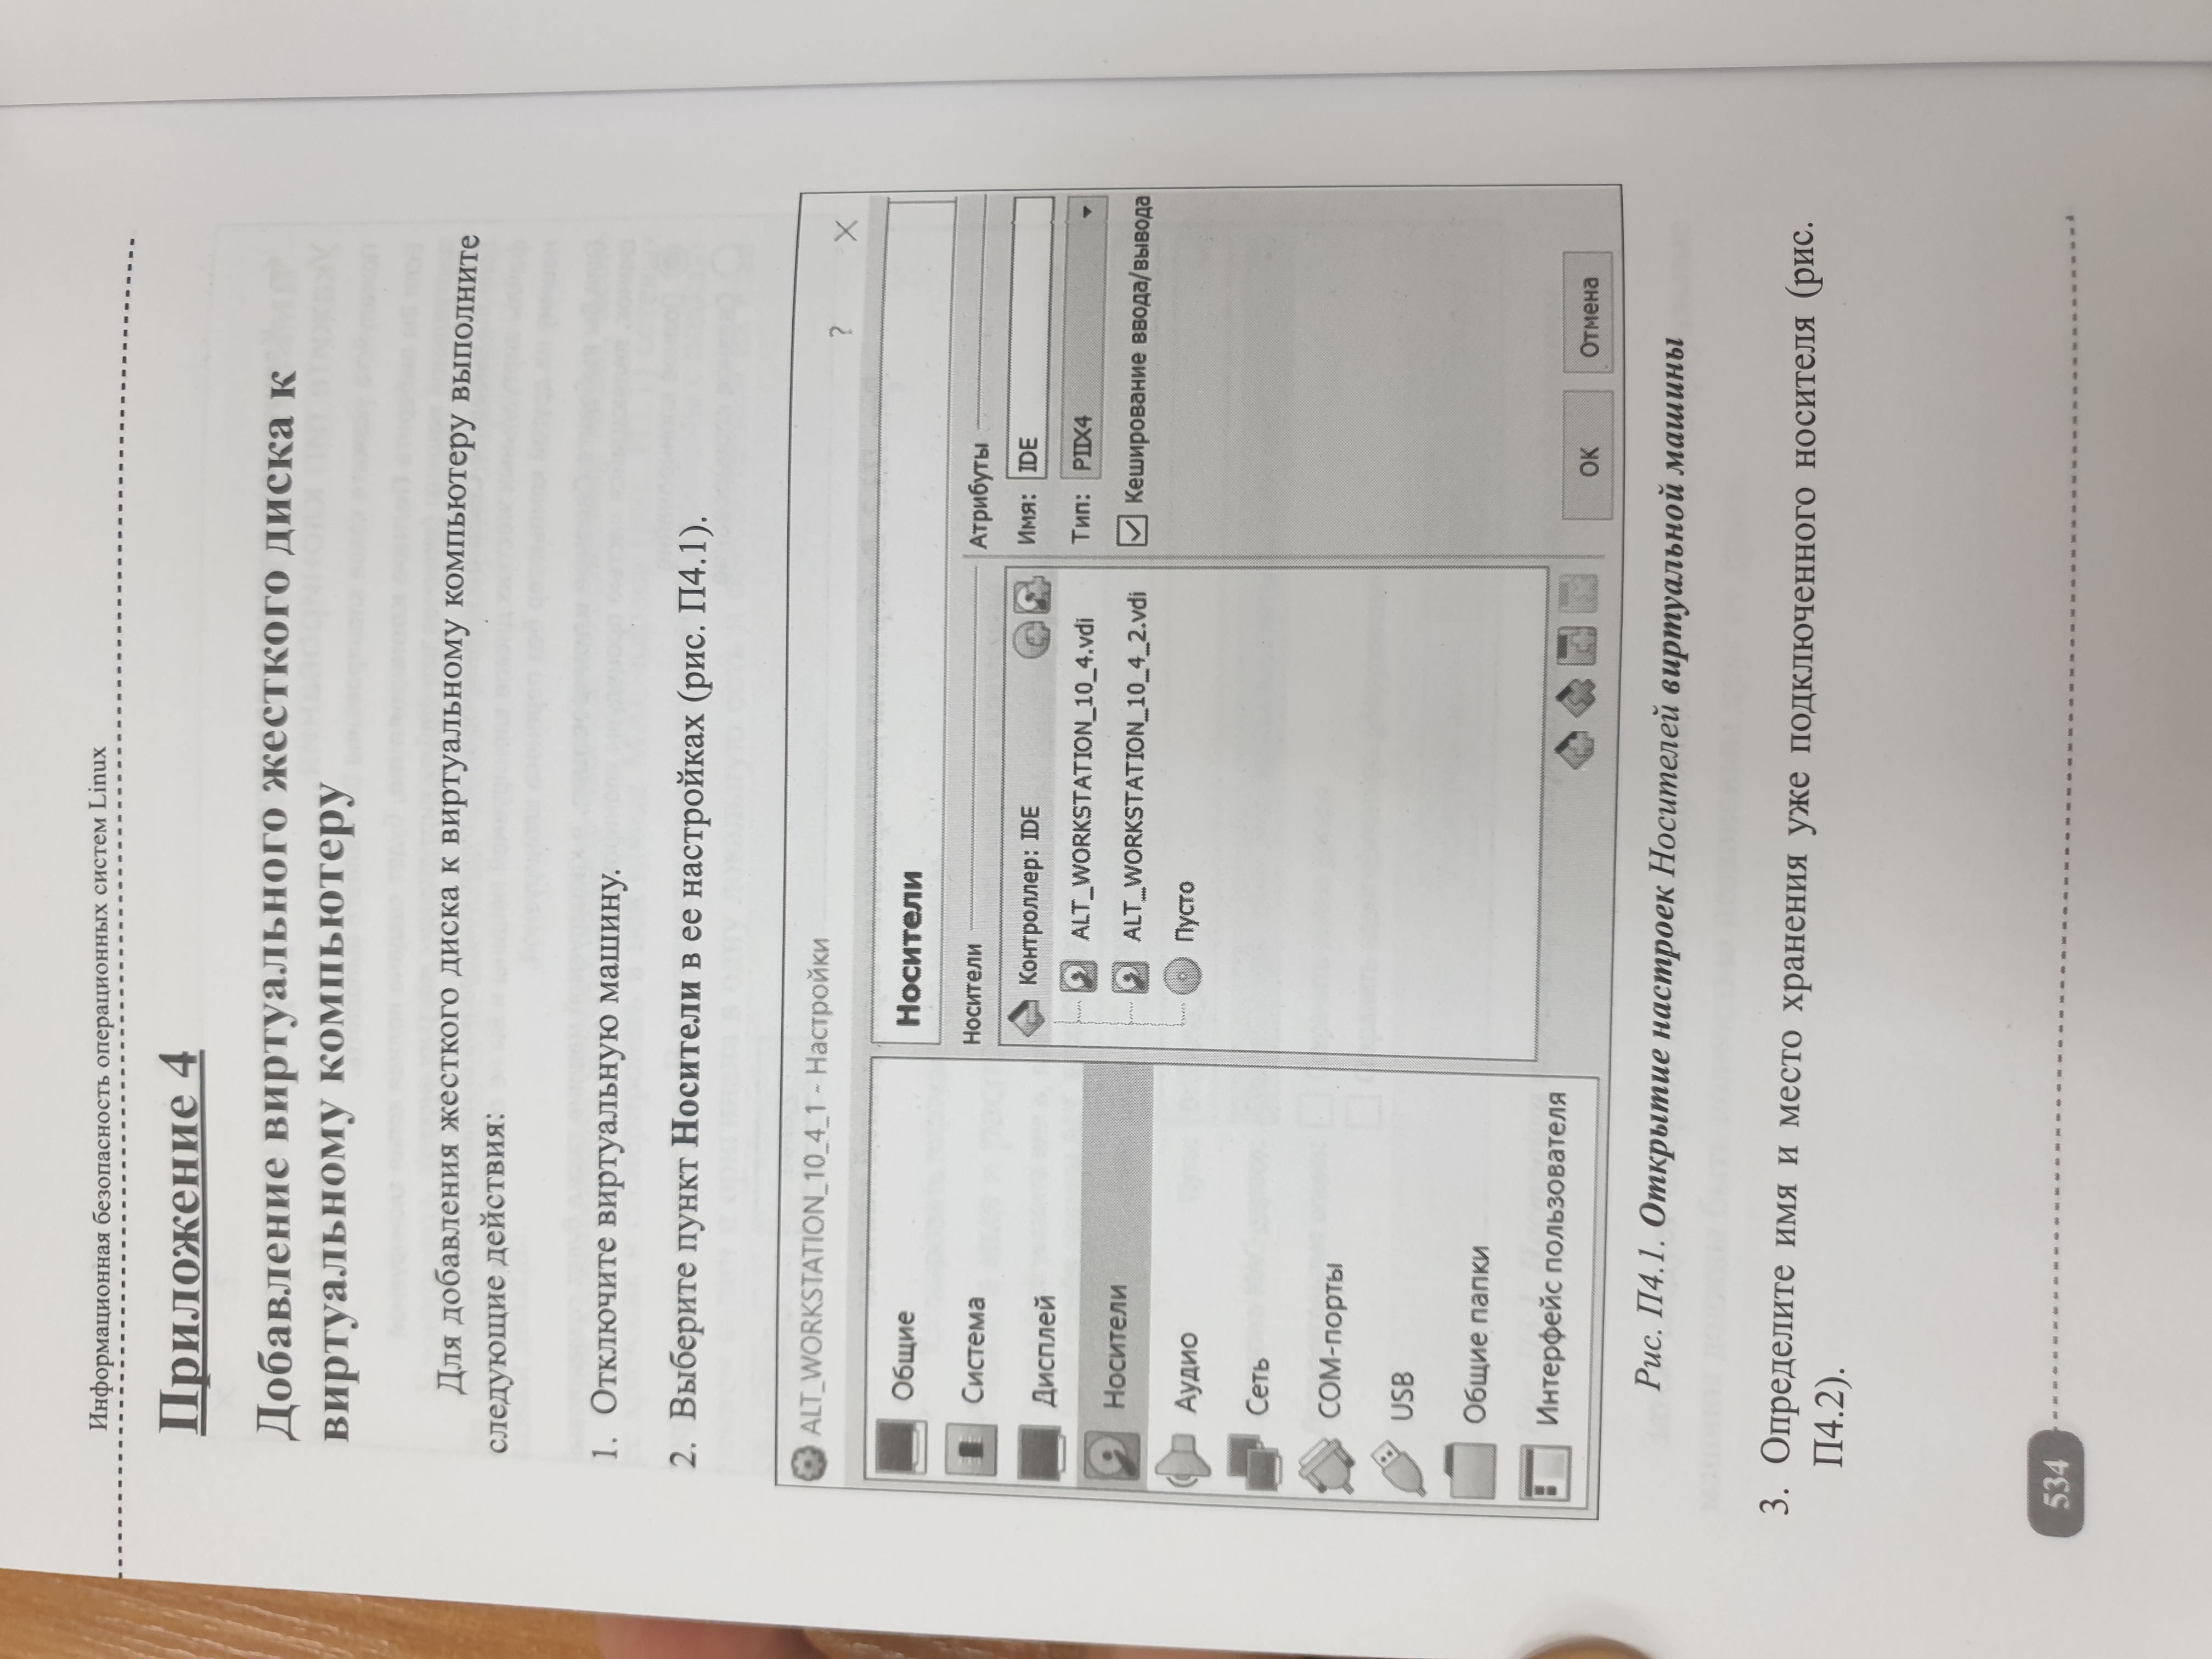 Информационная безопасность операционных систем Linux
Приложение 4
Добавление виртуального жесткого диска к
виртуальному компьютеру
Для добавления жесткого диска к виртуальному компьютеру выполните
следующие действия:
1. Отключите виртуальную машину.
2. Выберите пункт Носители в ее настройках (рис. П4.1).
ALT_WORKSTATION_10_4_1 - Настройки ? X
Общие
Система
Дисплей
Носители
Аудио
Сеть
COM-порты
USB
Общие папки
Интерфейс пользователя
Носители
Носители
Контроллер: IDE
ALT_WORKSTATION_10_4.vdi
ALT_WORKSTATION_10_4_2.vdi
Пусто
Атрибуты
Имя: IDE
Тип: PIIX4
Кеширование ввода/вывода
OK Отмена
Рис. П4.1. Открытие настроек Носителей виртуальной машины
3. Определите имя и место хранения уже подключенного носителя (рис.
П4.2).
534